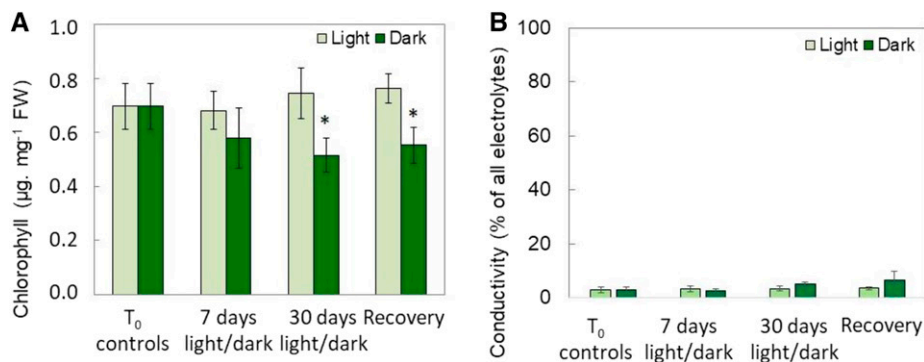 A
Light Dark
Chlorophyll (µg. mg⁻¹ FW)
1.0
0.8
0.6
0.4
0.2
0.0
* *
T₀ controls
7 days light/dark
30 days light/dark
Recovery
B
Light Dark
Conductivity (% of all electrolytes)
100
80
60
40
20
0
T₀ controls
7 days light/dark
30 days light/dark
Recovery